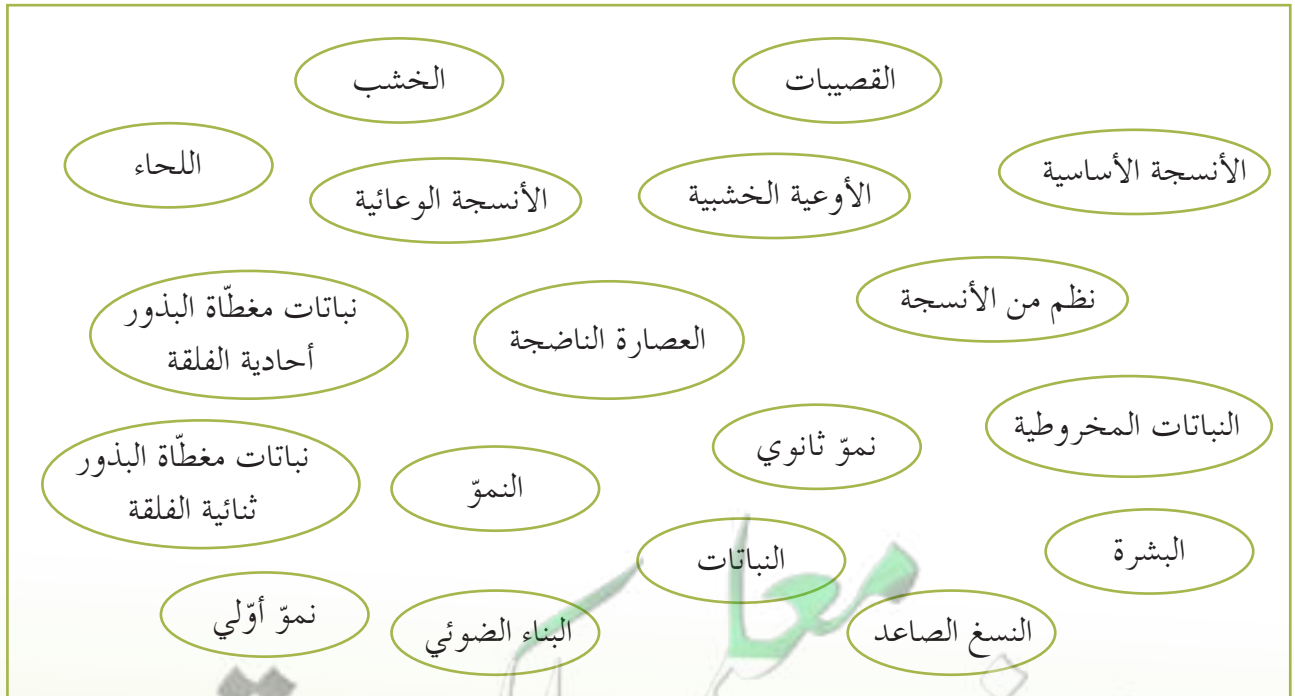 القصيبات
الخشب
الأنسجة الأساسية
الأوعية الخشبية
الأنسجة الوعائية
اللحاء
نظم من الأنسجة
العصارة الناضجة
نباتات مغطّاة البذور
أحادية الفلقة
النباتات المخروطية
نموّ ثانوي
النموّ
نباتات مغطّاة البذور
ثنائية الفلقة
البشرة
النباتات
نموّ أوّلي
النسغ الصاعد
البناء الضوئي